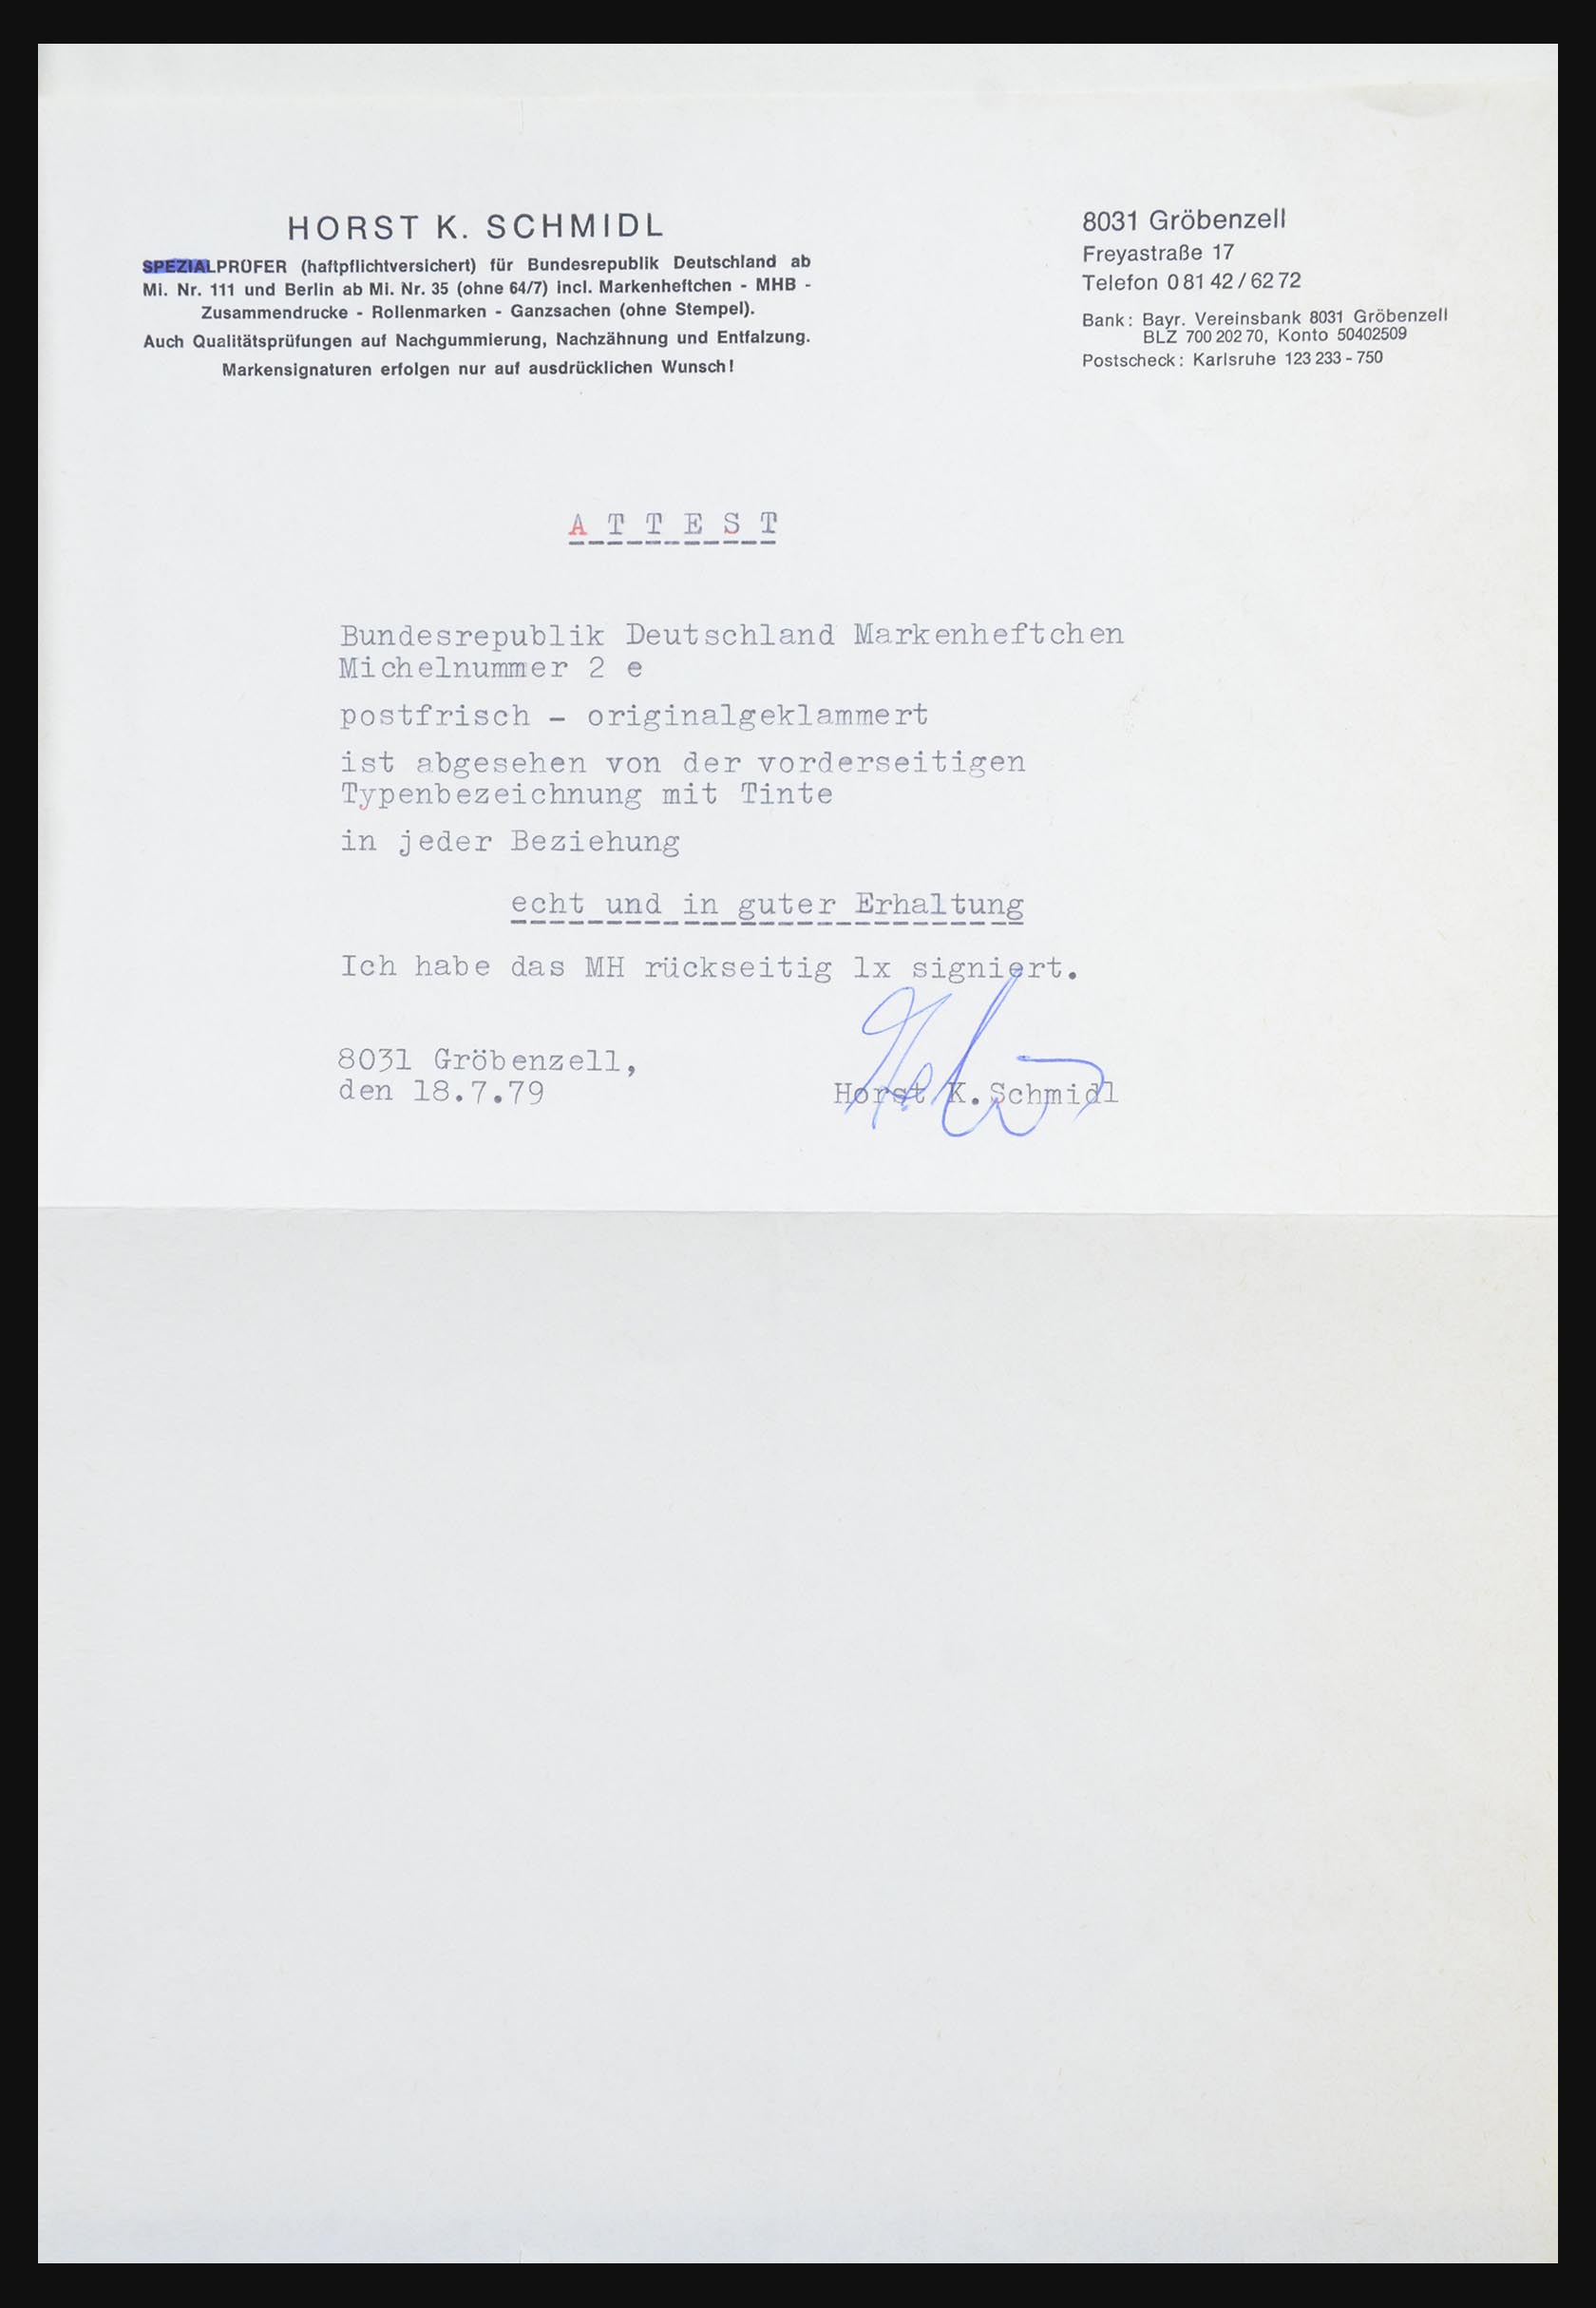 HORST K. SCHMIDL
SPEZIALPRÜFER (haftpflichtversichert) für Bundesrepublik Deutschland ab
Mi. Nr. 111 und Berlin ab Mi. Nr. 35 (ohne 64/7) incl. Markenheftchen - MHB -
Zusammendrucke - Rollenmarken - Ganzsachen (ohne Stempel).
Auch Qualitätsprüfungen auf Nachgummierung, Nachzähnung und Entfalzung.
Markensignaturen erfolgen nur auf ausdrücklichen Wunsch!
8031 Gröbenzell
Freyastraße 17
Telefon 0 81 42 / 62 72
Bank: Bayr. Vereinsbank 8031 Gröbenzell
BLZ 700 202 70, Konto 50402509
Postscheck: Karlsruhe 123 233 - 750
A T T E S T
Bundesrepublik Deutschland Markenheftchen
Michelnummer 2 e
postfrisch - originalgeklammert
ist abgesehen von der vorderseitigen
Typenbezeichnung mit Tinte
in jeder Beziehung
echt und in guter Erhaltung
Ich habe das MH rückseitig 1x signiert.
8031 Gröbenzell,
den 18.7.79
Horst K.Schmidl